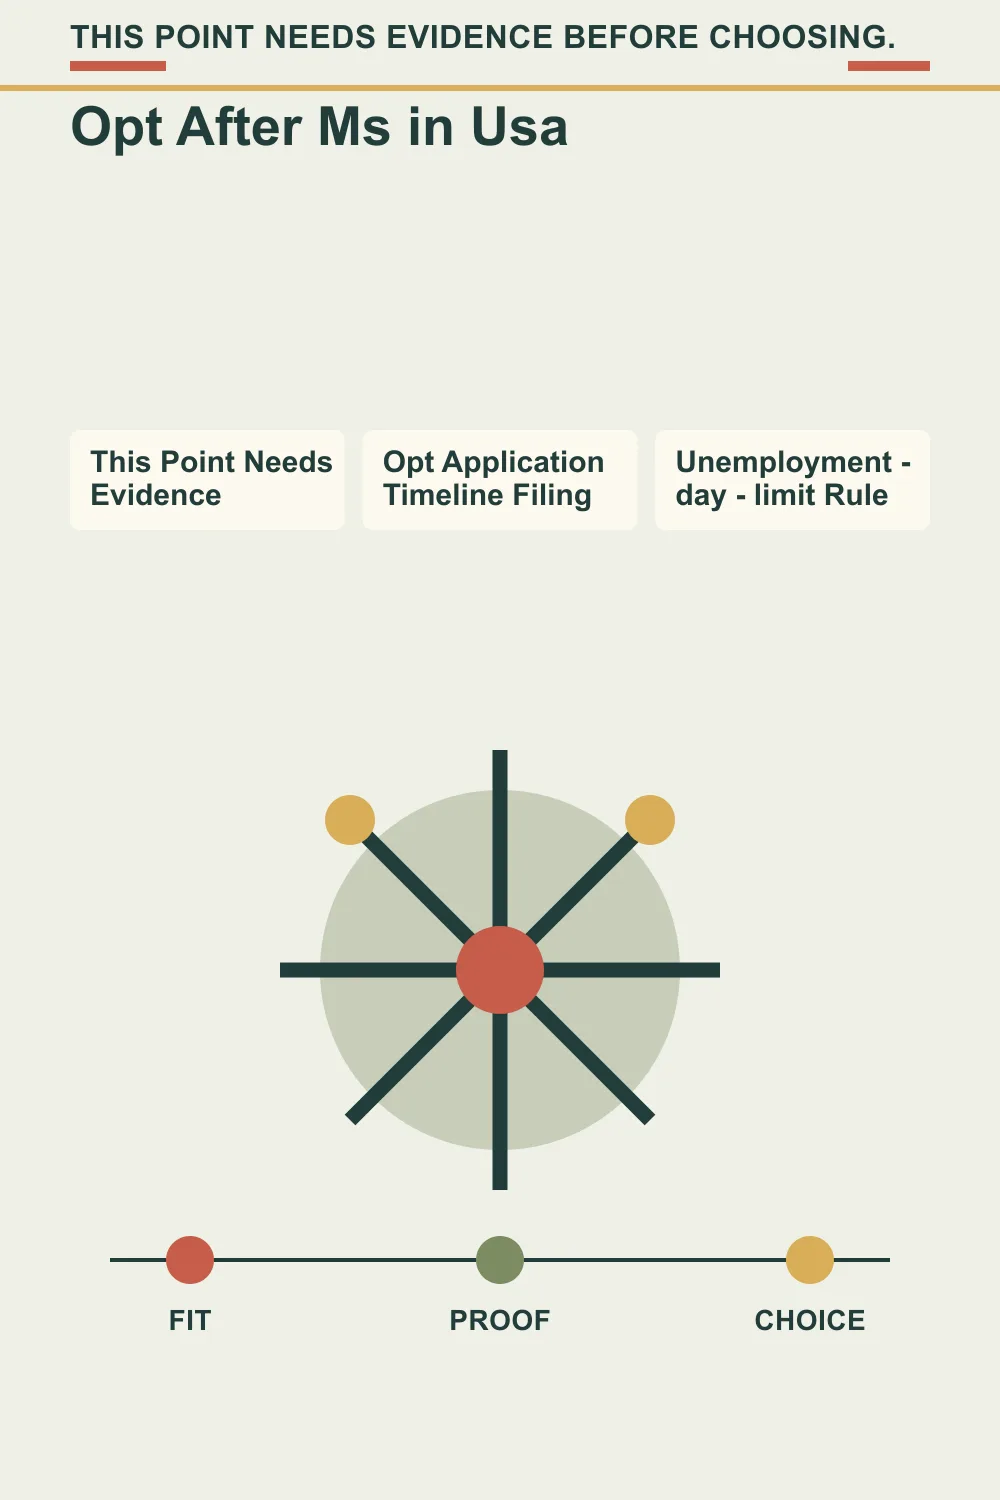 THIS POINT NEEDS EVIDENCE BEFORE CHOOSING.
Opt After Ms in Usa
This Point Needs
Evidence
Opt Application
Timeline Filing
Unemployment -
day - limit Rule
FIT
PROOF
CHOICE